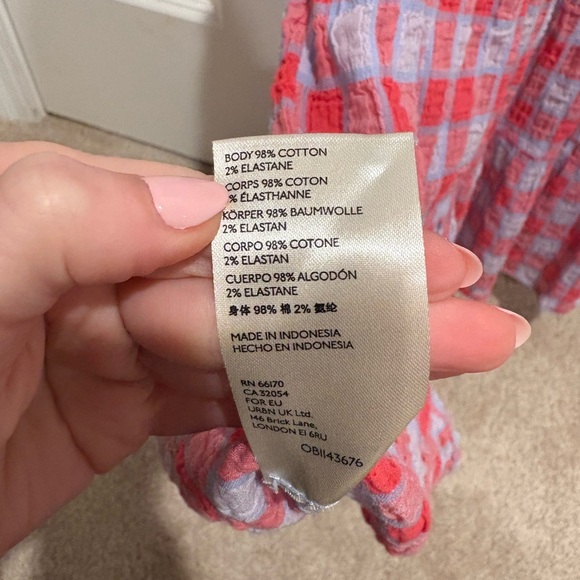 BODY 98% COTTON
2% ELASTANE
CORPS 98% COTON
% ÉLASTHANNE
KÖRPER 98% BAUMWOLLE
2% ELASTAN
CORPO 98% COTONE
2% ELASTAN
CUERPO 98% ALGODÓN
2% ELASTANE
身体 98% 棉 2% 氨纶
MADE IN INDONESIA
HECHO EN INDONESIA
RN 66170
CA 32054
FOR EU
URBN UK Ltd.
146 Brick Lane,
LONDON E1 6RU
OB1143676